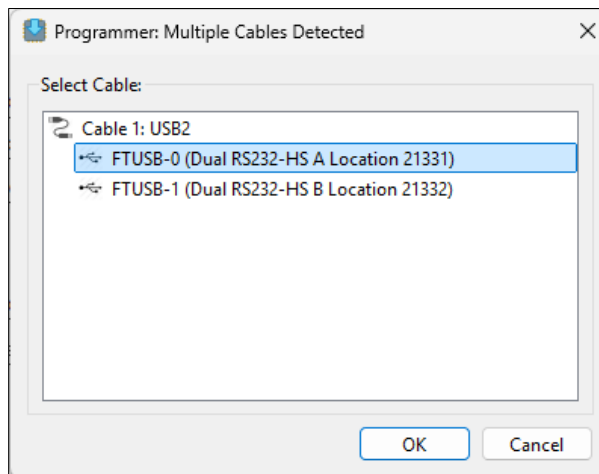 Programmer: Multiple Cables Detected
Select Cable:
Cable 1: USB2
FTUSB-0 (Dual RS232-HS A Location 21331)
FTUSB-1 (Dual RS232-HS B Location 21332)
OK Cancel